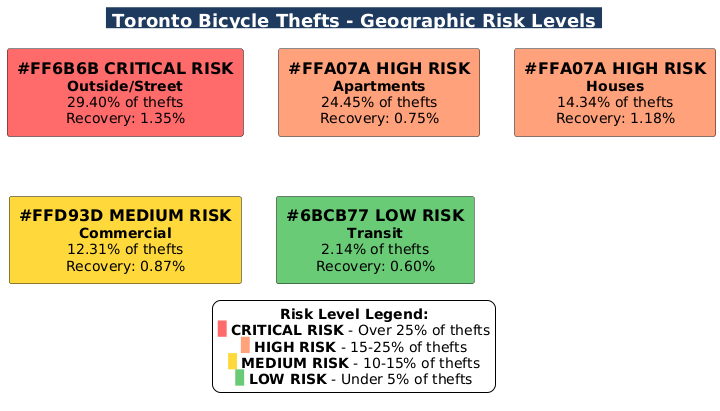 Toronto Bicycle Thefts - Geographic Risk Levels
#FF6B6B CRITICAL RISK
Outside/Street
29.40% of thefts
Recovery: 1.35%
#FFA07A HIGH RISK
Apartments
24.45% of thefts
Recovery: 0.75%
#FFA07A HIGH RISK
Houses
14.34% of thefts
Recovery: 1.18%
#FFD93D MEDIUM RISK
Commercial
12.31% of thefts
Recovery: 0.87%
#6BCB77 LOW RISK
Transit
2.14% of thefts
Recovery: 0.60%
Risk Level Legend:
CRITICAL RISK - Over 25% of thefts
HIGH RISK - 15-25% of thefts
MEDIUM RISK - 10-15% of thefts
LOW RISK - Under 5% of thefts